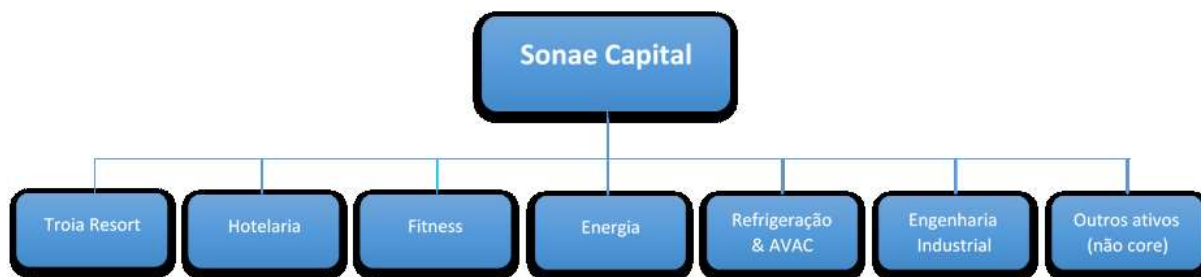 Sonae Capital
Troia Resort
Hotelaria
Fitness
Energia
Refrigeração
& AVAC
Engenharia
Industrial
Outros ativos
(não core)